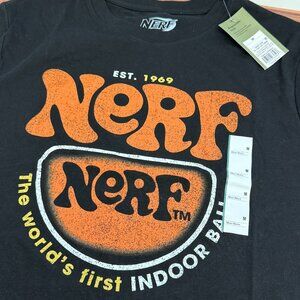 NERF
EST. 1969
NERF
NERF TM
The world's first INDOOR BALL
M
M
M
M